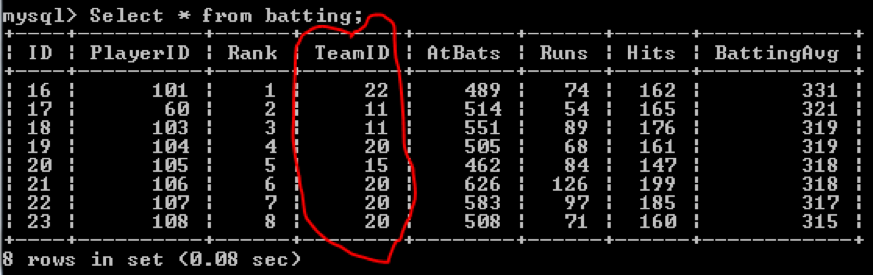 mysql> Select * from batting;
ID PlayerID Rank TeamID AtBats Runs Hits BattingAvg
16 101 1 22 489 74 162 331
17 60 2 11 514 54 165 321
18 103 3 11 551 89 176 319
19 104 4 20 505 68 161 319
20 105 5 15 462 84 147 318
21 106 6 20 626 126 199 318
22 107 7 20 583 97 185 317
23 108 8 20 508 71 160 315
8 rows in set (0.08 sec)